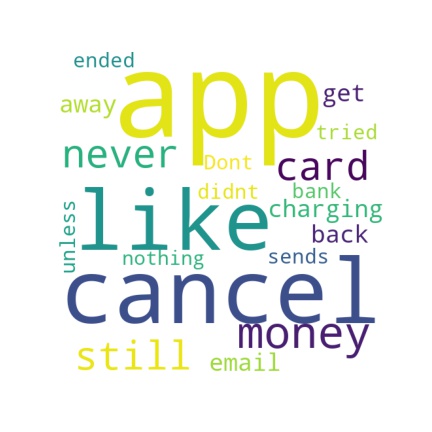 ended
app
away
get
tried
never
Dont
card
didnt
bank
like
charging
unless
back
nothing
sends
cancel
money
still
email